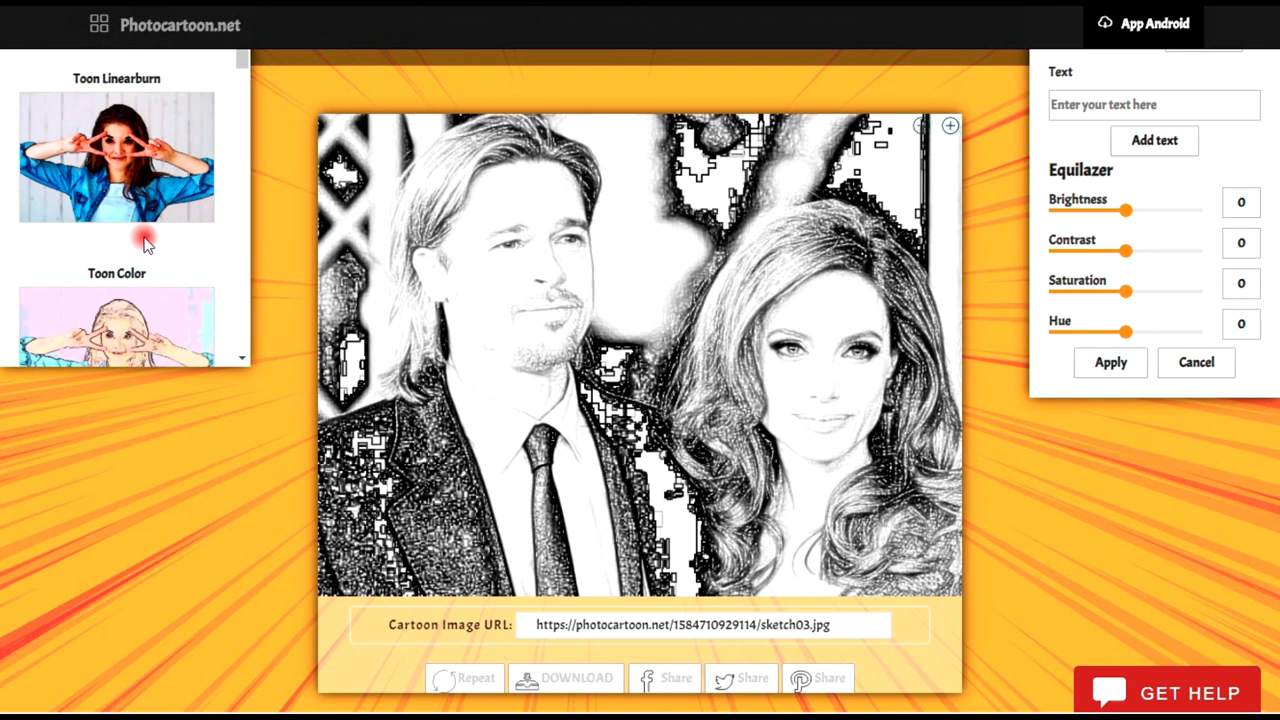 Photocartoon.net
App Android
Toon Linearburn
Toon Color
Text
Enter your text here
Add text
Equilazer
Brightness
0
Contrast
0
Saturation
0
Hue
0
Apply
Cancel
Cartoon Image URL:
https://photocartoon.net/1584710929114/sketch03.jpg
Repeat
DOWNLOAD
Share
Share
Share
GET HELP